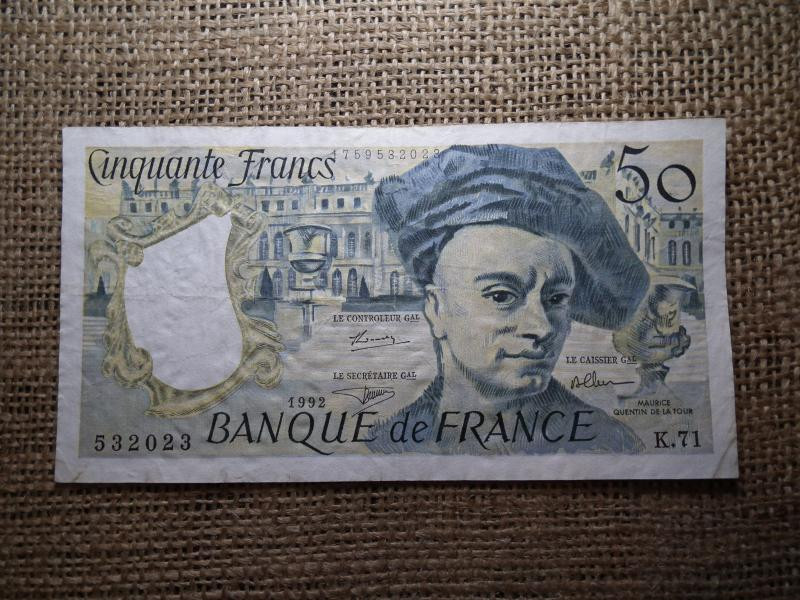 Cinquante Francs
1759532023
50
LE CONTROLEUR GAL
LE SECRÉTAIRE GAL
LE CAISSIER GAL
1992
MAURICE
QUENTIN DE LA TOUR
532023
BANQUE de FRANCE
K.71